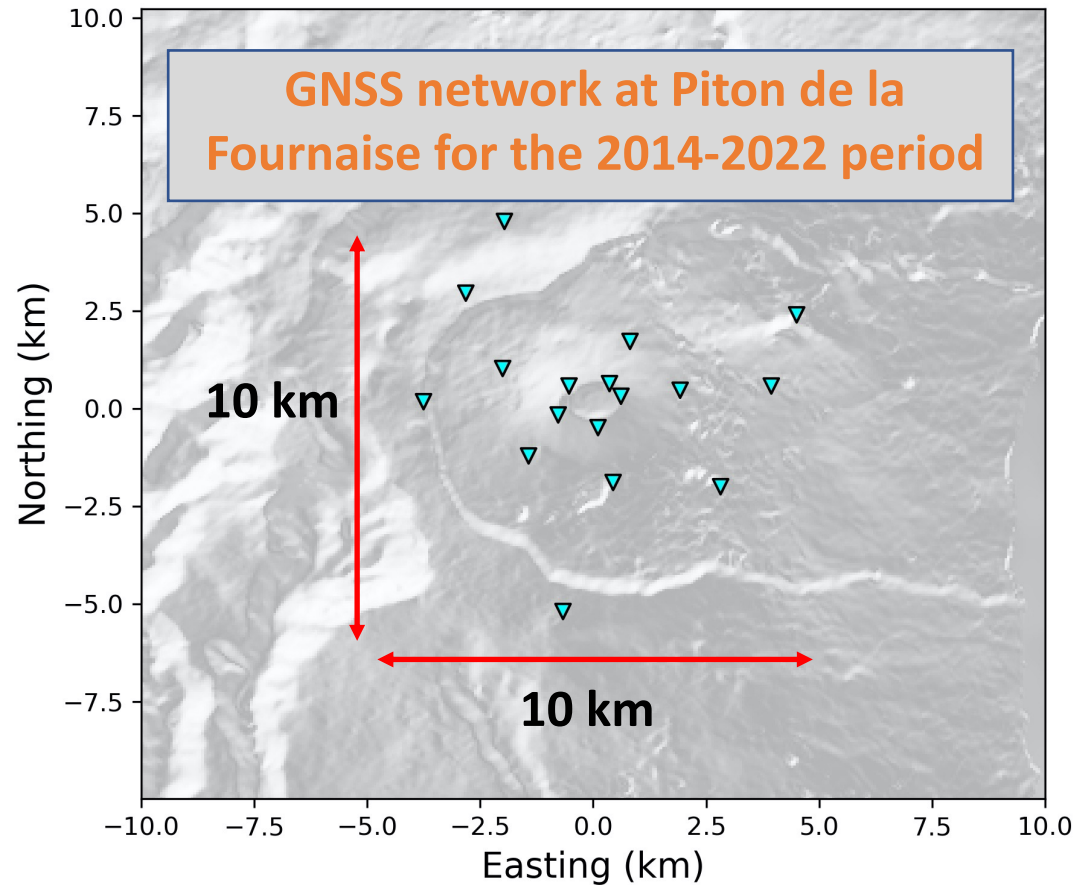 GNSS network at Piton de la
Fournaise for the 2014-2022 period
10.0
7.5
5.0
2.5
0.0
−2.5
−5.0
−7.5
Northing (km)
10 km
10 km
−10.0 −7.5 −5.0 −2.5 0.0 2.5 5.0 7.5 10.0
Easting (km)